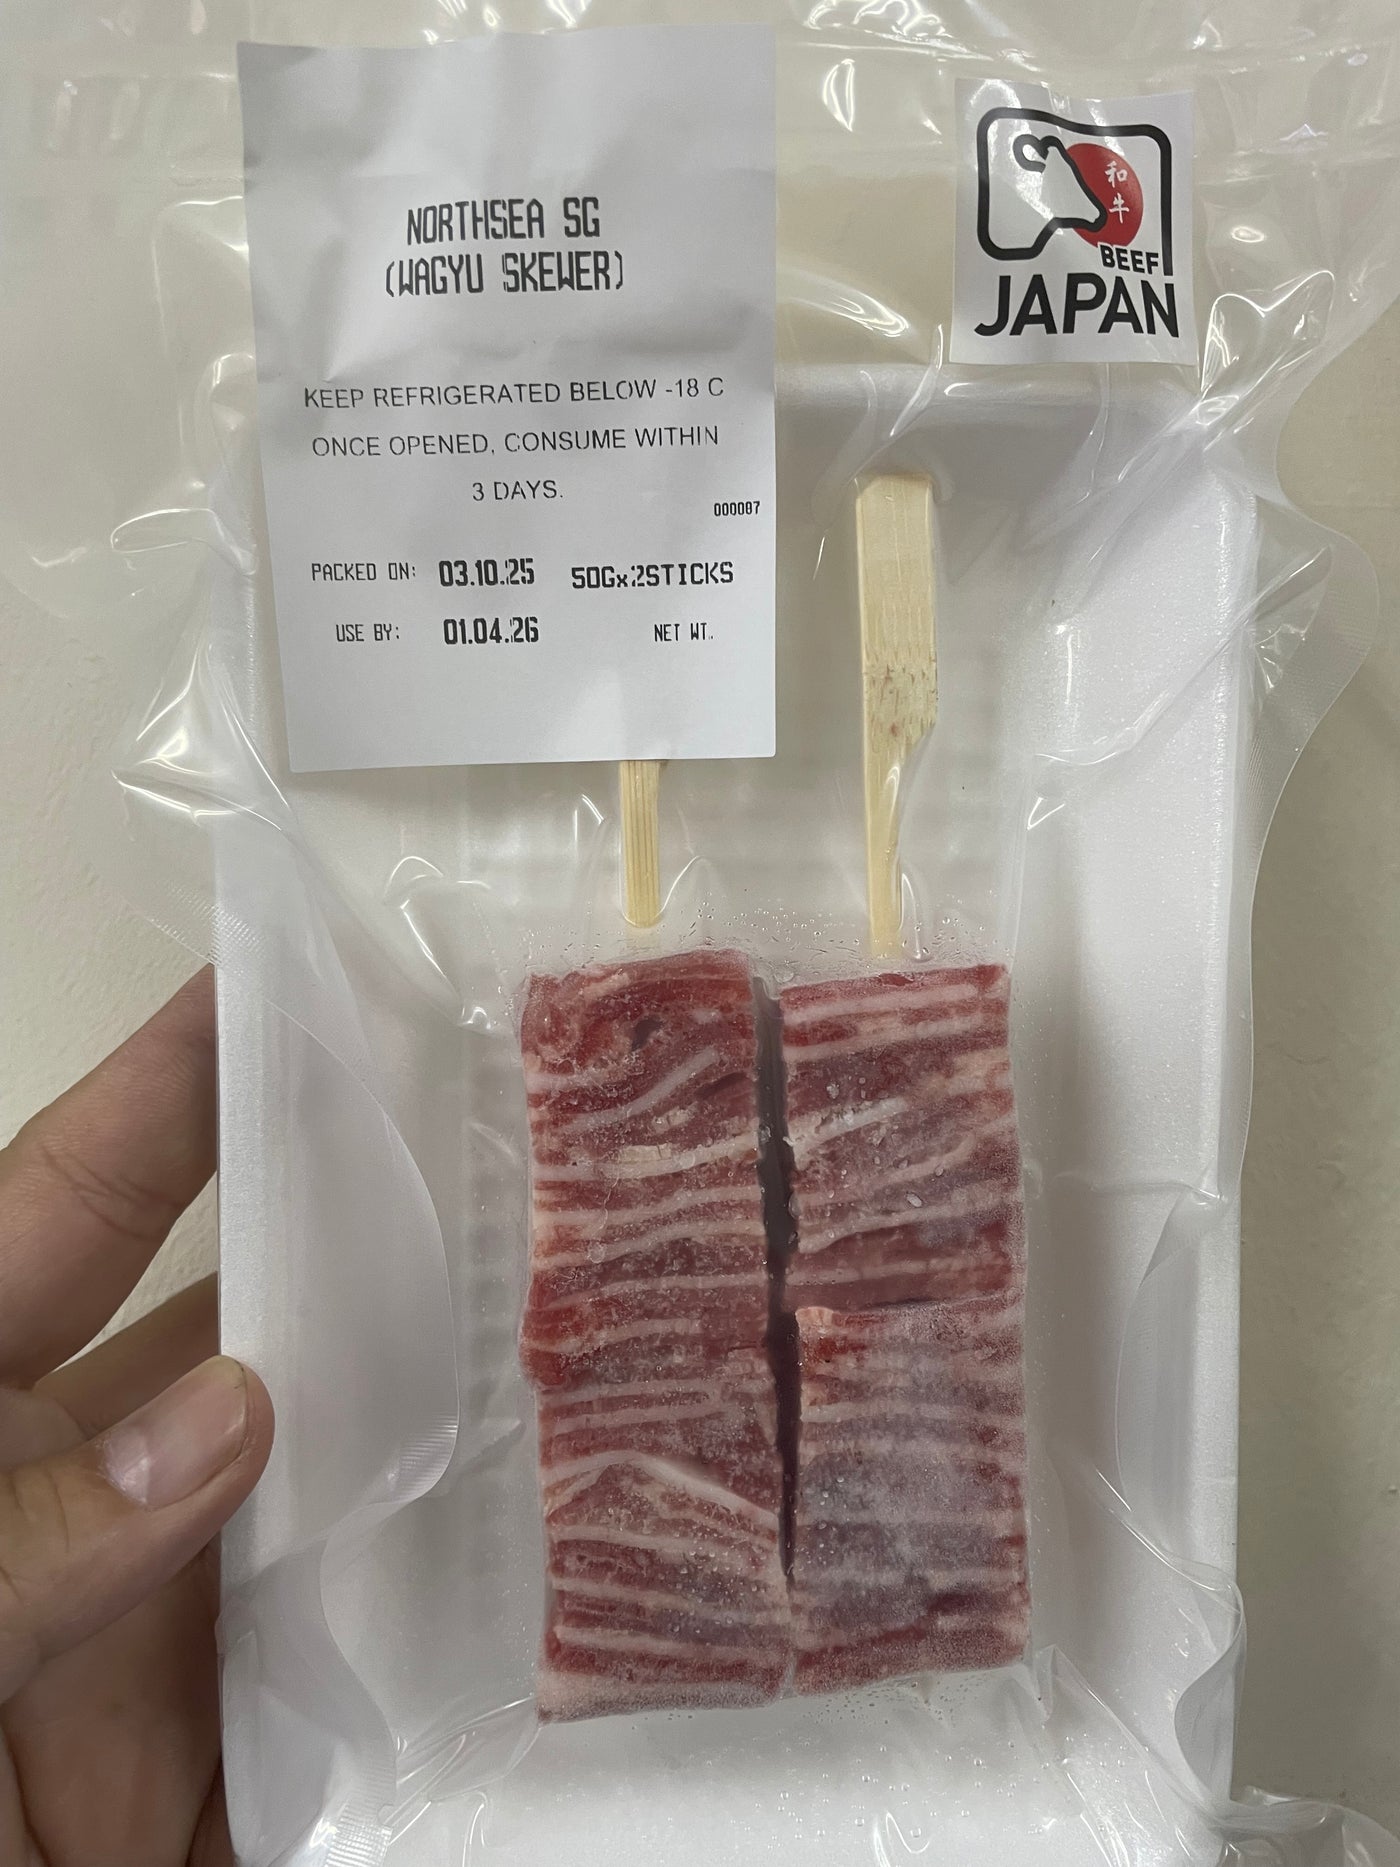 NORTHSEA SG
(WAGYU SKEWER)
KEEP REFRIGERATED BELOW -18 C
ONCE OPENED, CONSUME WITHIN
3 DAYS.
000087
PACKED ON: 03.10.25 50Gx2STICKS
USE BY: 01.04.26 NET WT.
和
牛
BEEF
JAPAN